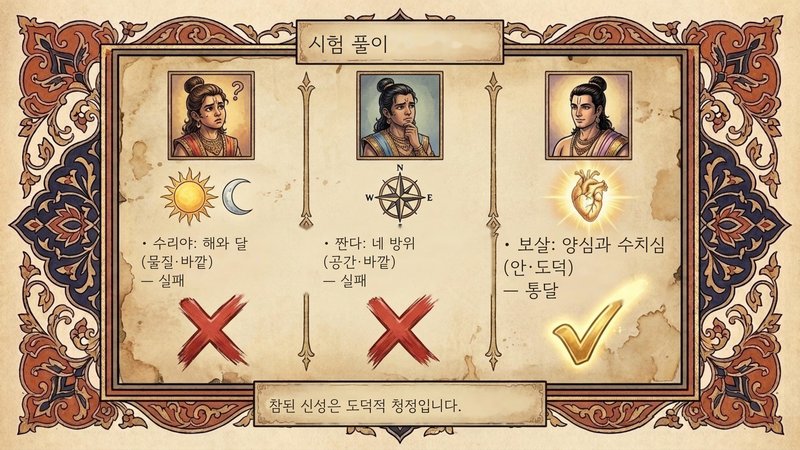 시험 풀이
?
N
W
E
S
• 수리야: 해와 달
(물질·바깥)
— 실패
• 짠다: 네 방위
(공간·바깥)
— 실패
• 보살: 양심과 수치심
(안·도덕)
— 통달
참된 신성은 도덕적 청정입니다.